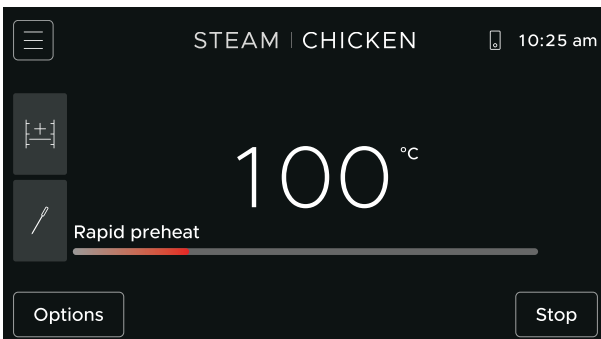 STEAM | CHICKEN
10:25 am
100 °C
Rapid preheat
Options
Stop